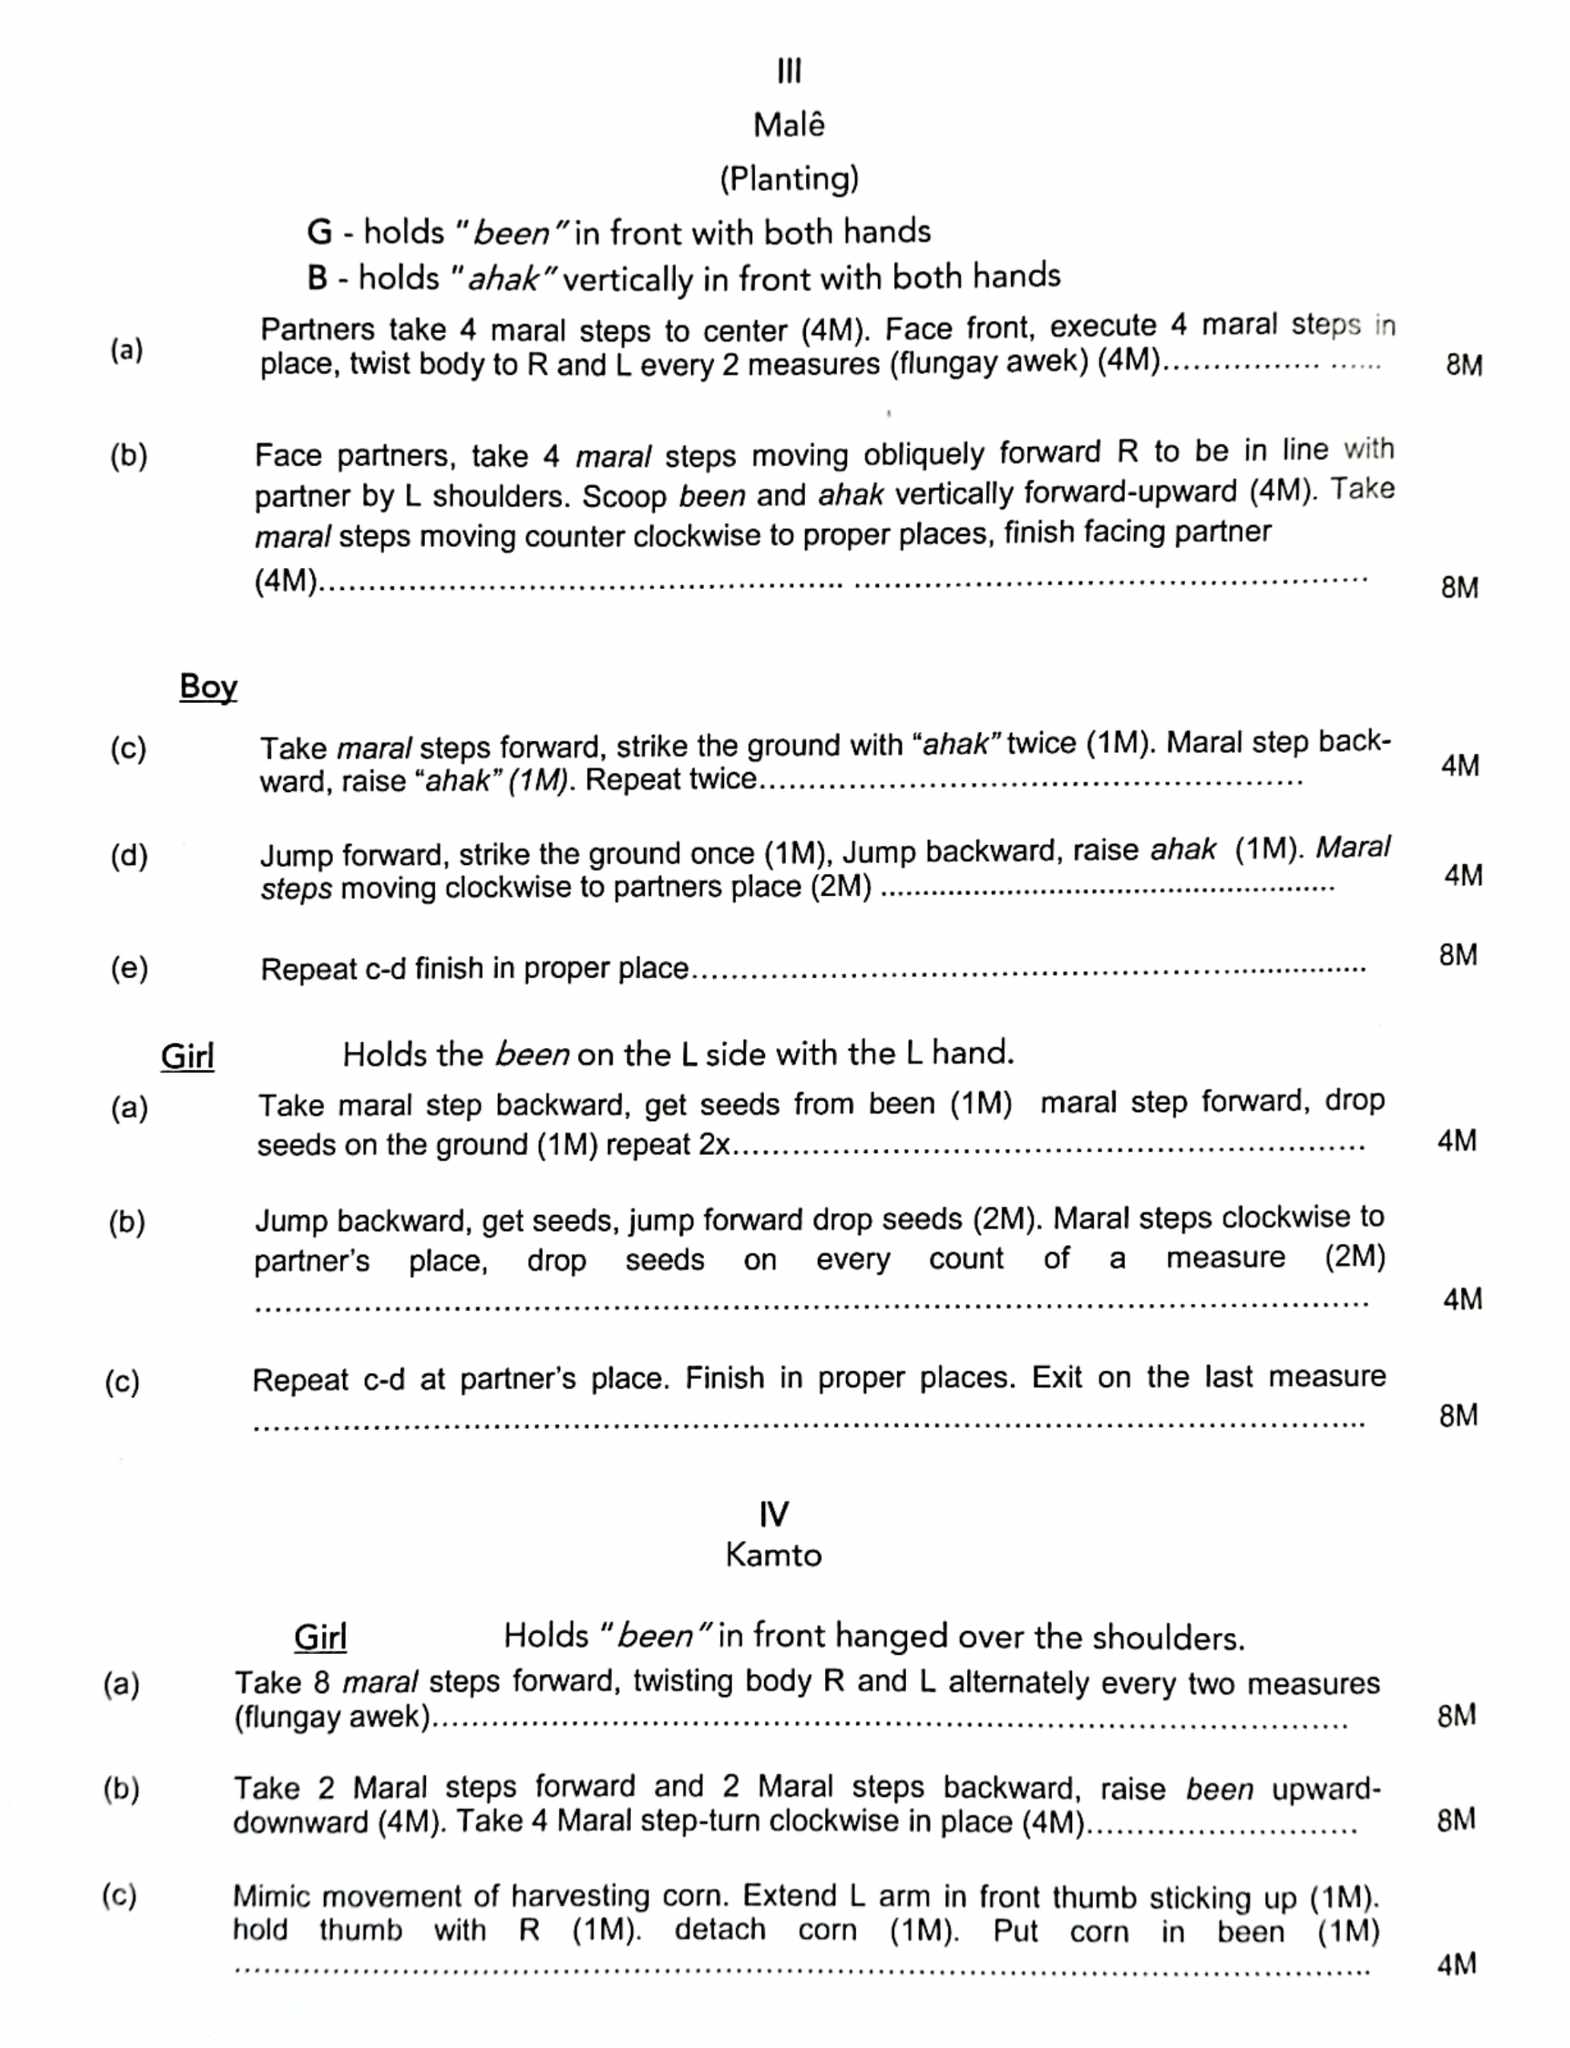 III
Malê
(Planting)
G - holds "been" in front with both hands
B - holds "ahak" vertically in front with both hands
(a) Partners take 4 maral steps to center (4M). Face front, execute 4 maral steps in
place, twist body to R and L every 2 measures (flungay awek) (4M)...................... 8M
(b) Face partners, take 4 maral steps moving obliquely forward R to be in line with
partner by L shoulders. Scoop been and ahak vertically forward-upward (4M). Take
maral steps moving counter clockwise to proper places, finish facing partner
(4M)................................................................................ 8M
Boy
(c) Take maral steps forward, strike the ground with "ahak" twice (1M). Maral step back-
ward, raise "ahak" (1M). Repeat twice...................................................... 4M
(d) Jump forward, strike the ground once (1M), Jump backward, raise ahak (1M). Maral
steps moving clockwise to partners place (2M) .............................................. 4M
(e) Repeat c-d finish in proper place.................................................................... 8M
Girl Holds the been on the L side with the L hand.
(a) Take maral step backward, get seeds from been (1M) maral step forward, drop
seeds on the ground (1M) repeat 2x............................................................... 4M
(b) Jump backward, get seeds, jump forward drop seeds (2M). Maral steps clockwise to
partner's place, drop seeds on every count of a measure (2M)
................................................................................ 4M
(c) Repeat c-d at partner's place. Finish in proper places. Exit on the last measure
................................................................................ 8M
IV
Kamto
Girl Holds "been" in front hanged over the shoulders.
(a) Take 8 maral steps forward, twisting body R and L alternately every two measures
(flungay awek)................................................................................ 8M
(b) Take 2 Maral steps forward and 2 Maral steps backward, raise been upward-
downward (4M). Take 4 Maral step-turn clockwise in place (4M)........................... 8M
(c) Mimic movement of harvesting corn. Extend L arm in front thumb sticking up (1M).
hold thumb with R (1M). detach corn (1M). Put corn in been (1M)
................................................................................ 4M